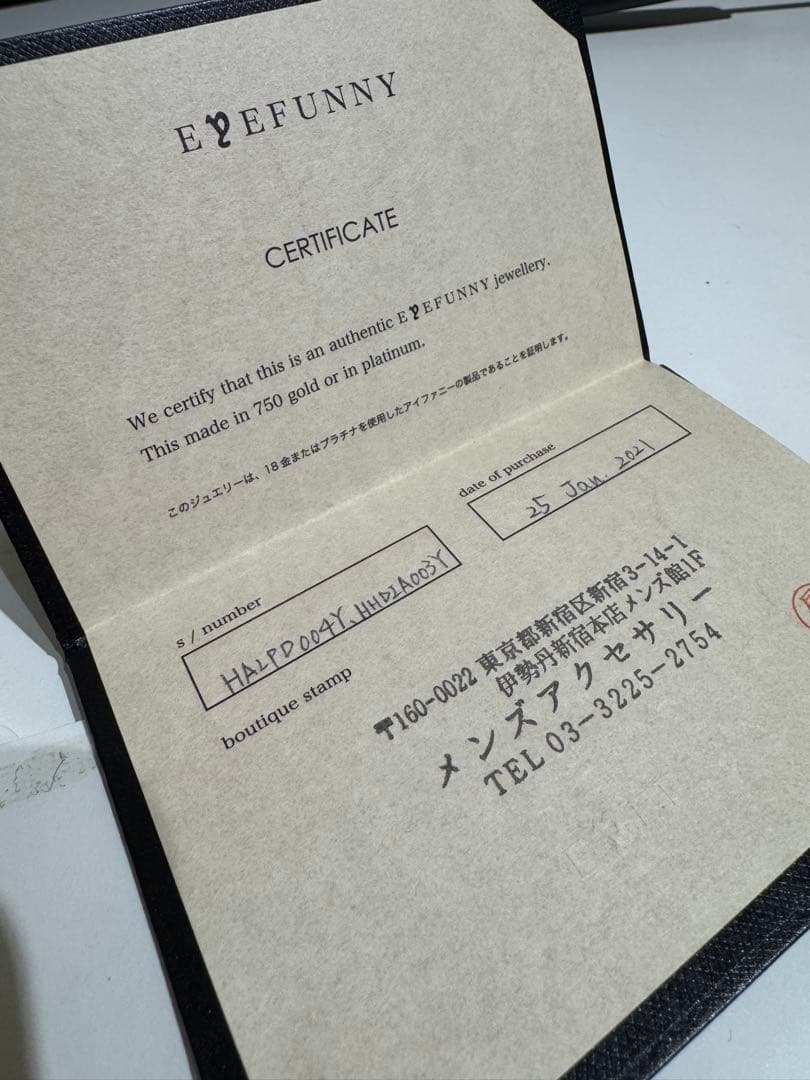 EYEFUNNY
CERTIFICATE
We certify that this is an authentic EYEFUNNY jewellery.
This made in 750 gold or in platinum.
このジュエリーは、18金またはプラチナを使用したアイファニーの製品であることを証明します。
date of purchase
25 Jan. 2021
s / number
HALPD004Y、HHDIA003Y
boutique stamp
〒160-0022 東京都新宿区新宿3-14-1
伊勢丹新宿本店メンズ館1F
メンズアクセサリー
TEL 03-3225-2754